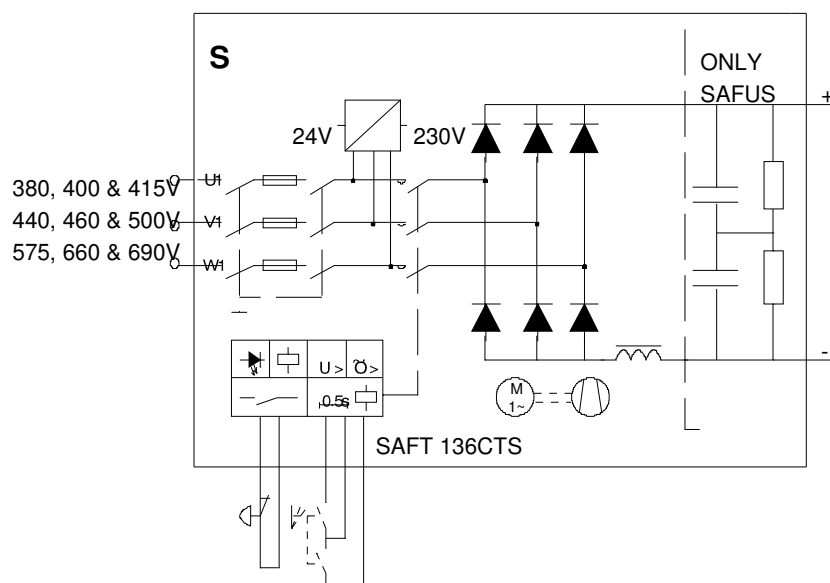 S
ONLY
SAFUS
+
24V
230V
U1
380, 400 & 415V
V1
440, 460 & 500V
W1
575, 660 & 690V
U>
Õ>
0.5s
M
1~
-
SAFT 136CTS